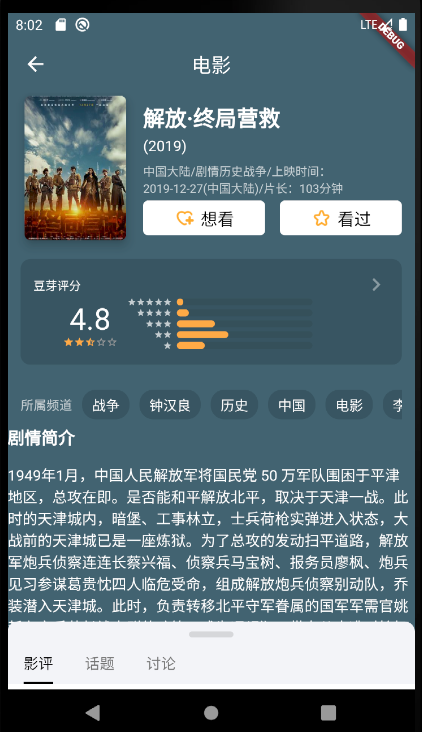 8:02
LTE
DEBUG
电影
解放·终局营救
(2019)
中国大陆/剧情历史战争/上映时间：
2019-12-27(中国大陆)/片长：103分钟
想看
看过
豆芽评分
4.8
所属频道
战争
钟汉良
历史
中国
电影
剧情简介
1949年1月，中国人民解放军将国民党 50 万军队围困于平津
地区，总攻在即。是否能和平解放北平，取决于天津一战。此
时的天津城内，暗堡、工事林立，士兵荷枪实弹进入状态，大
战前的天津城已是一座炼狱。为了总攻的发动扫平道路，解放
军炮兵侦察连连长蔡兴福、侦察兵马宝树、报务员廖枫、炮兵
见习参谋葛贵忱四人临危受命，组成解放炮兵侦察别动队，乔
装潜入天津城。此时，负责转移北平守军眷属的国军军需官姚
影评
话题
讨论